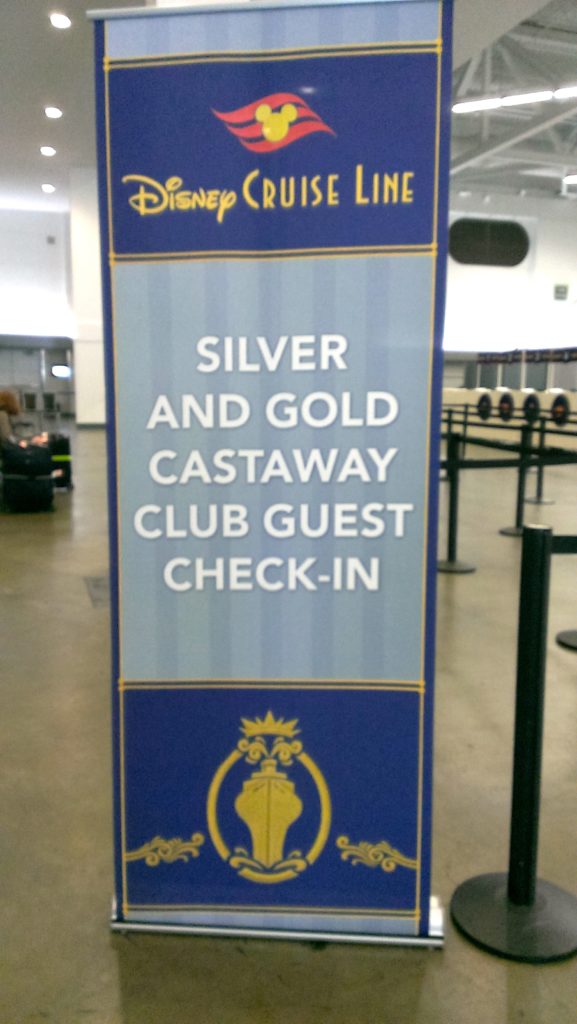 Disney Cruise Line
SILVER
AND GOLD
CASTAWAY
CLUB GUEST
CHECK-IN